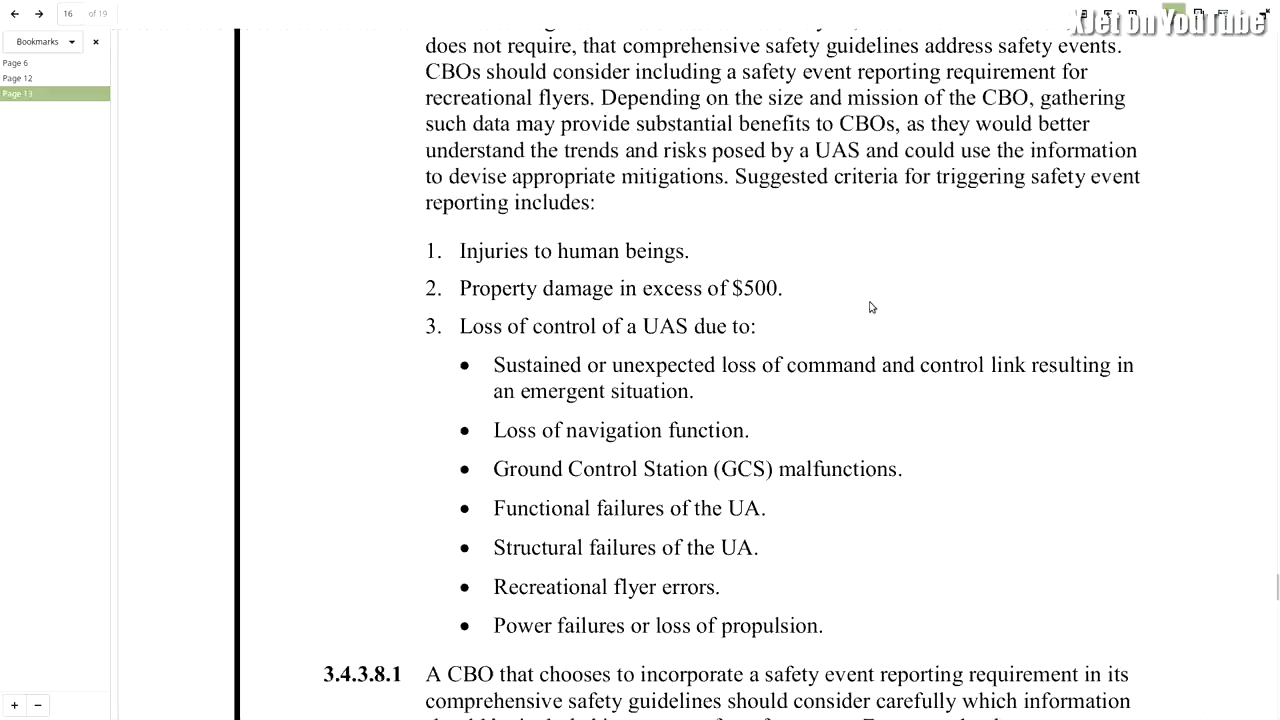 16 of 19
XJet on YouTube
Bookmarks
Page 6
Page 12
Page 13
does not require, that comprehensive safety guidelines address safety events.
CBOs should consider including a safety event reporting requirement for
recreational flyers. Depending on the size and mission of the CBO, gathering
such data may provide substantial benefits to CBOs, as they would better
understand the trends and risks posed by a UAS and could use the information
to devise appropriate mitigations. Suggested criteria for triggering safety event
reporting includes:
1. Injuries to human beings.
2. Property damage in excess of $500.
3. Loss of control of a UAS due to:
• Sustained or unexpected loss of command and control link resulting in
an emergent situation.
• Loss of navigation function.
• Ground Control Station (GCS) malfunctions.
• Functional failures of the UA.
• Structural failures of the UA.
• Recreational flyer errors.
• Power failures or loss of propulsion.
3.4.3.8.1 A CBO that chooses to incorporate a safety event reporting requirement in its
comprehensive safety guidelines should consider carefully which information